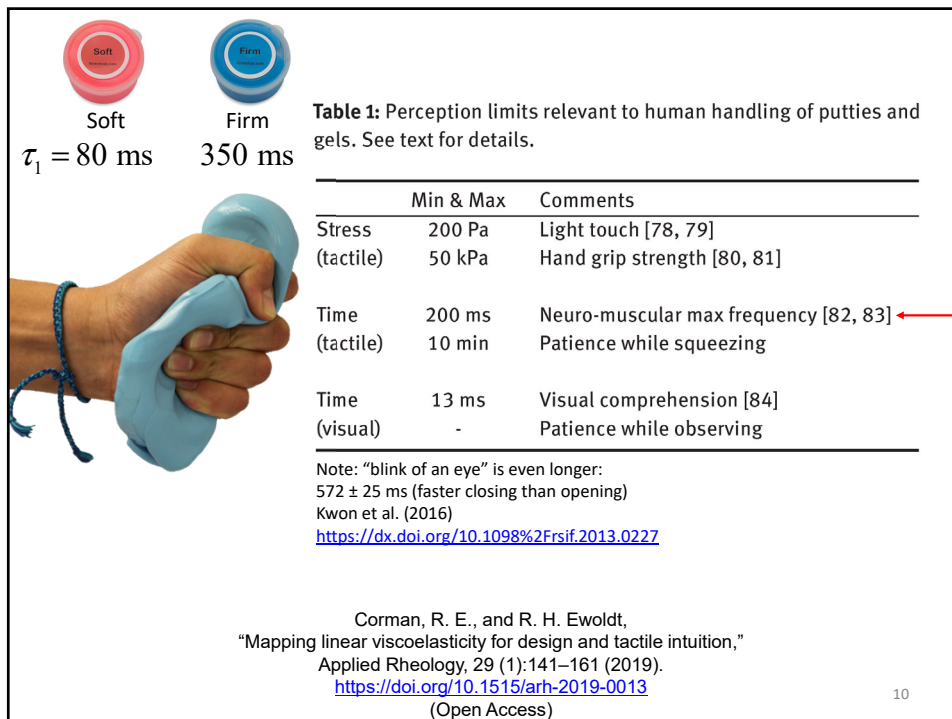 Soft
Firm
Soft
Firm
τ₁ = 80 ms
350 ms
Table 1: Perception limits relevant to human handling of putties and
gels. See text for details.
Min & Max Comments
Stress 200 Pa Light touch [78, 79]
(tactile) 50 kPa Hand grip strength [80, 81]
Time 200 ms Neuro-muscular max frequency [82, 83]
(tactile) 10 min Patience while squeezing
Time 13 ms Visual comprehension [84]
(visual) - Patience while observing
Note: “blink of an eye” is even longer:
572 ± 25 ms (faster closing than opening)
Kwon et al. (2016)
https://dx.doi.org/10.1098%2Frsif.2013.0227
Corman, R. E., and R. H. Ewoldt,
“Mapping linear viscoelasticity for design and tactile intuition,”
Applied Rheology, 29 (1):141–161 (2019).
https://doi.org/10.1515/arh-2019-0013
(Open Access)
10